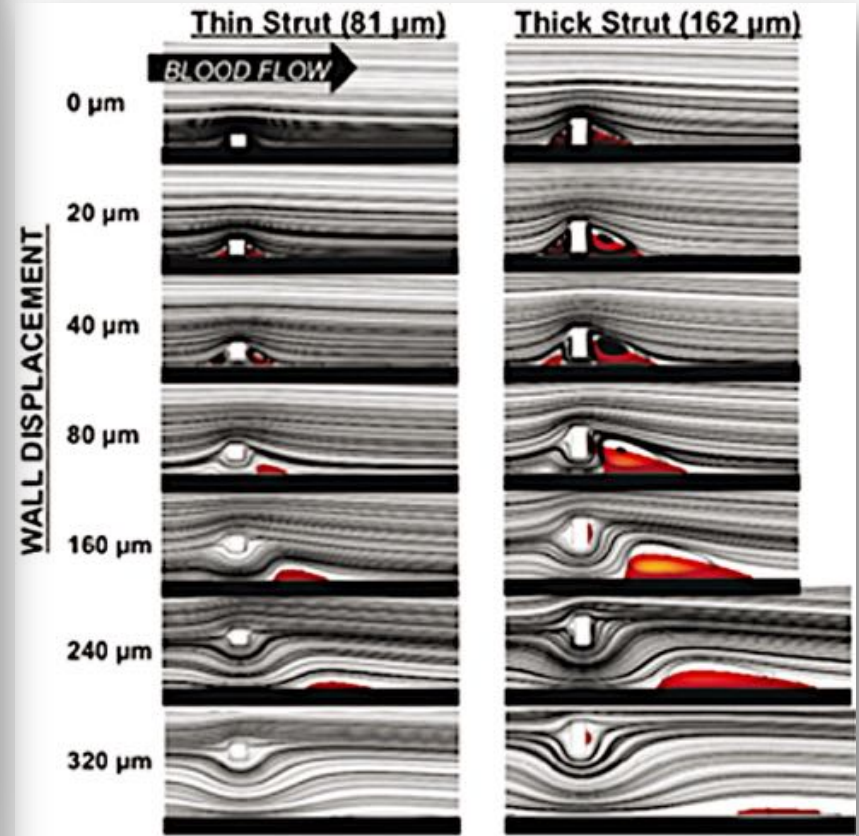 Thin Strut (81 µm)
Thick Strut (162 µm)
BLOOD FLOW
WALL DISPLACEMENT
0 µm
20 µm
40 µm
80 µm
160 µm
240 µm
320 µm